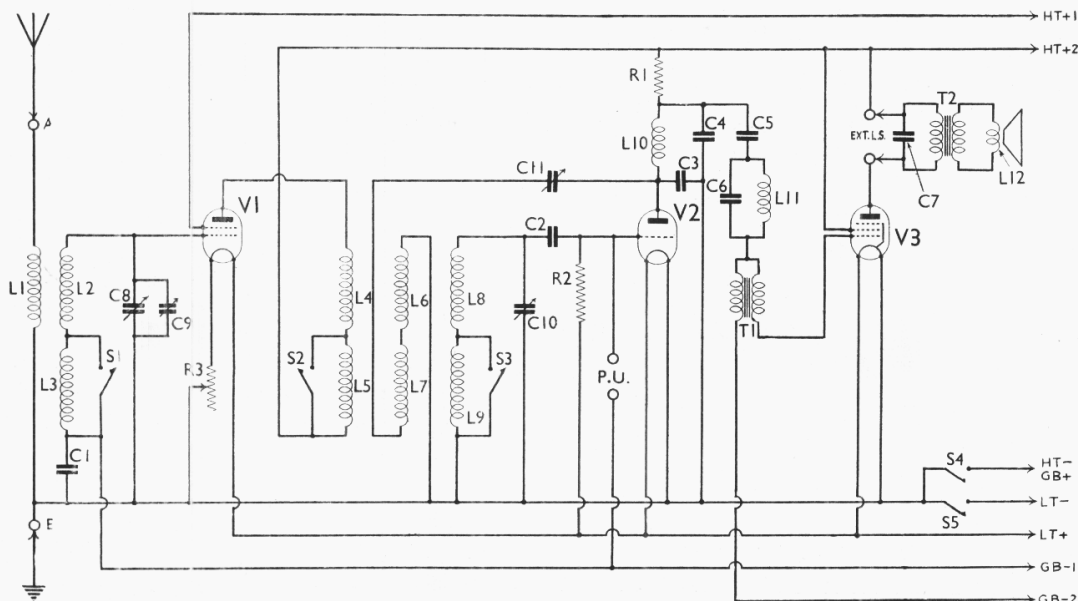 HT+1
HT+2
A
R1
C4
C5
T2
EXT.L.S.
L10
C11
C3
C7
L12
V1
V2
C6
L11
V3
C2
L1
L2
C8
C9
L4
L6
L8
R2
C10
T1
S1
R3
S2
S3
P.U.
L3
L5
L7
L9
C1
S4
HT-
GB+
LT-
S5
E
LT+
GB-1
GB-2